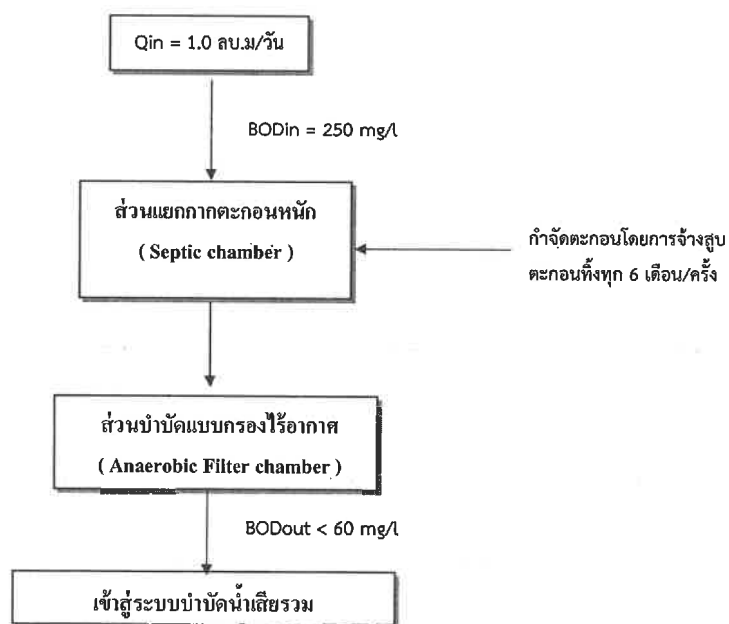 Qin = 1.0 ลบ.ม/วัน
BODin = 250 mg/l
ส่วนแยกกากตะกอนหนัก
( Septic chamber )
กำจัดตะกอนโดยการจ้างสูบ
ตะกอนทิ้งทุก 6 เดือน/ครั้ง
ส่วนบำบัดแบบกรองไร้อากาศ
( Anaerobic Filter chamber )
BODout < 60 mg/l
เข้าสู่ระบบบำบัดน้ำเสียรวม